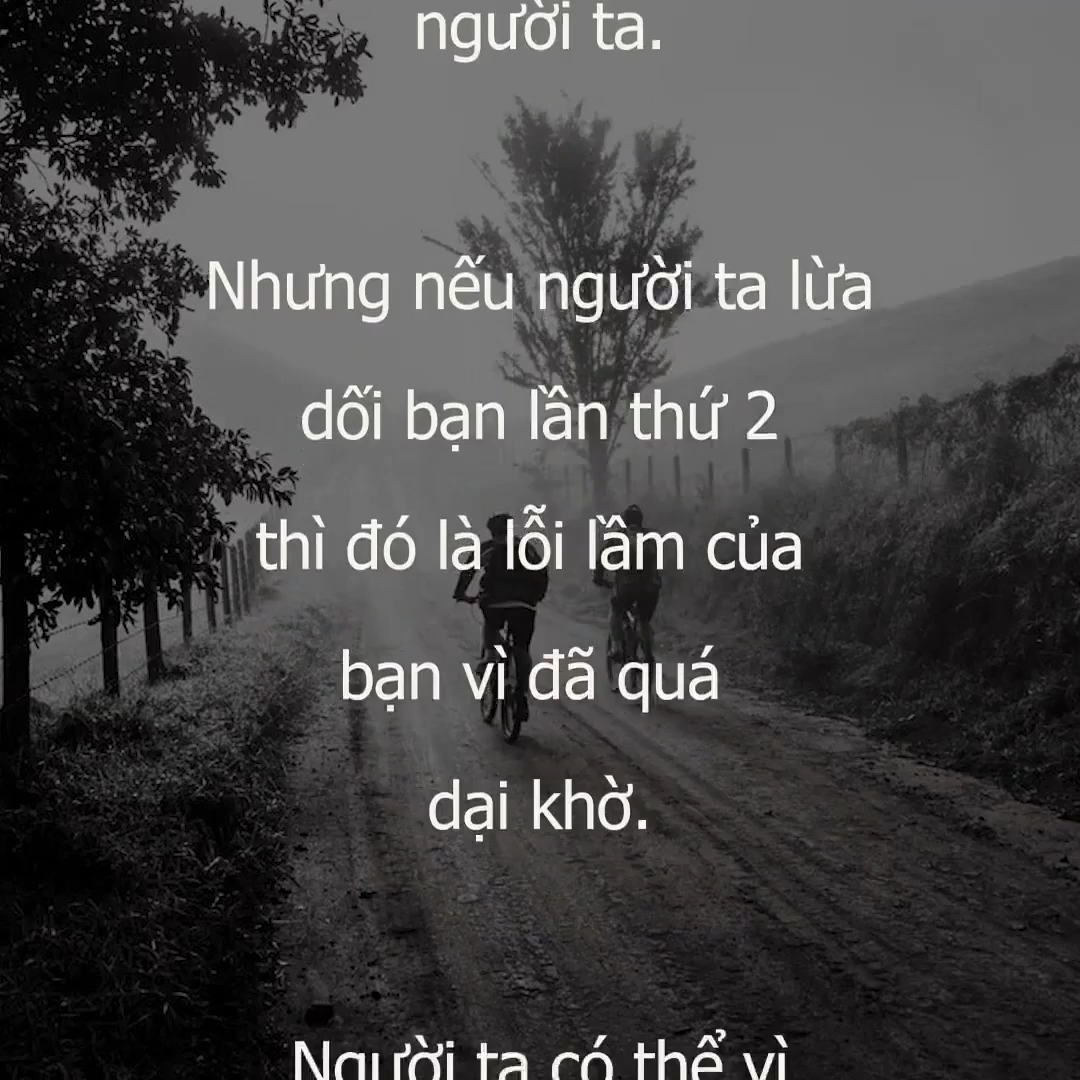 người ta.
Nhưng nếu người ta lừa
dối bạn lần thứ 2
thì đó là lỗi lầm của
bạn vì đã quá
dại khờ.
Người ta có thể vì